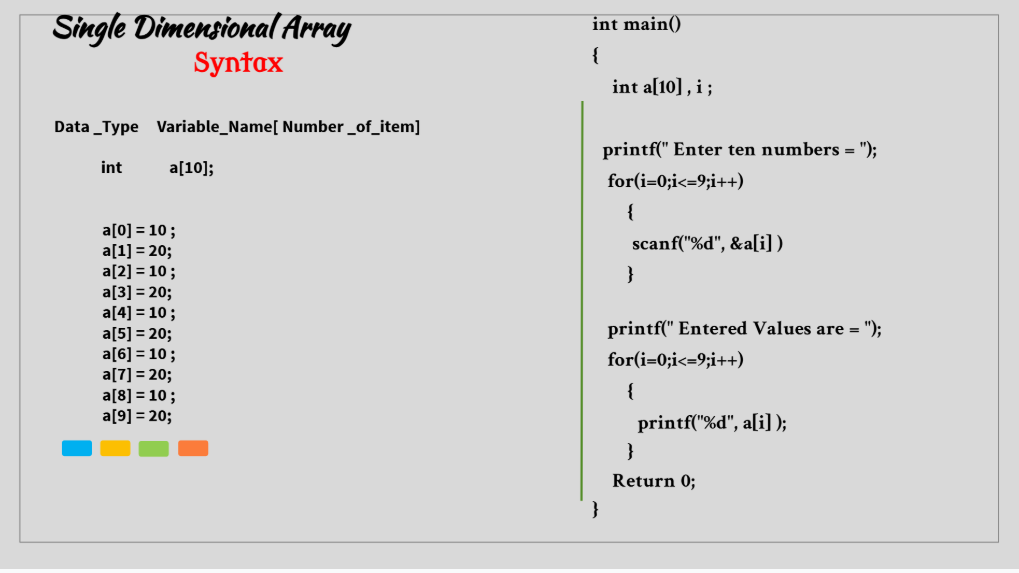 Single Dimensional Array
Syntax
Data _Type Variable_Name[ Number _of_item]
int a[10];
a[0] = 10 ;
a[1] = 20;
a[2] = 10 ;
a[3] = 20;
a[4] = 10 ;
a[5] = 20;
a[6] = 10 ;
a[7] = 20;
a[8] = 10 ;
a[9] = 20;
int main()
{
int a[10] , i ;
printf(" Enter ten numbers = ");
for(i=0;i<=9;i++)
{
scanf("%d", &a[i] )
}
printf(" Entered Values are = ");
for(i=0;i<=9;i++)
{
printf("%d", a[i] );
}
Return 0;
}